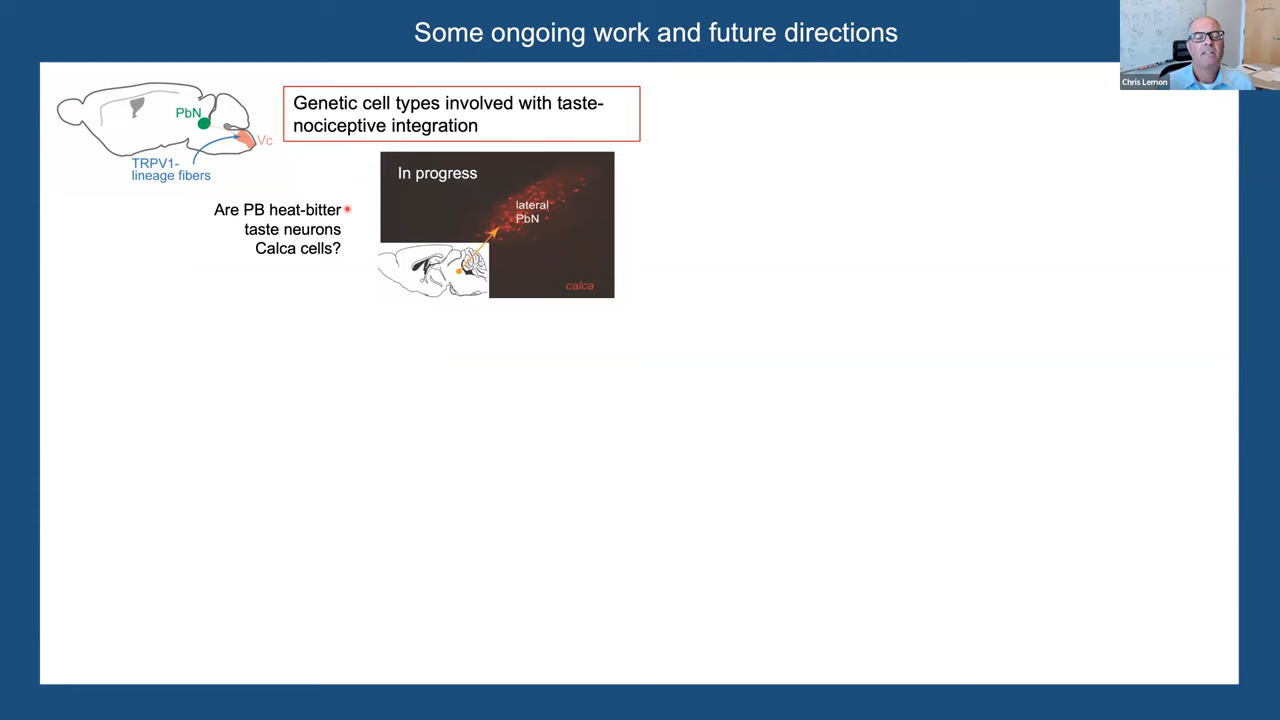 Some ongoing work and future directions
Chris Lemon
PbN
Vc
TRPV1-
lineage fibers
Genetic cell types involved with taste-
nociceptive integration
Are PB heat-bitter
taste neurons
Calca cells?
In progress
lateral
PbN
calca